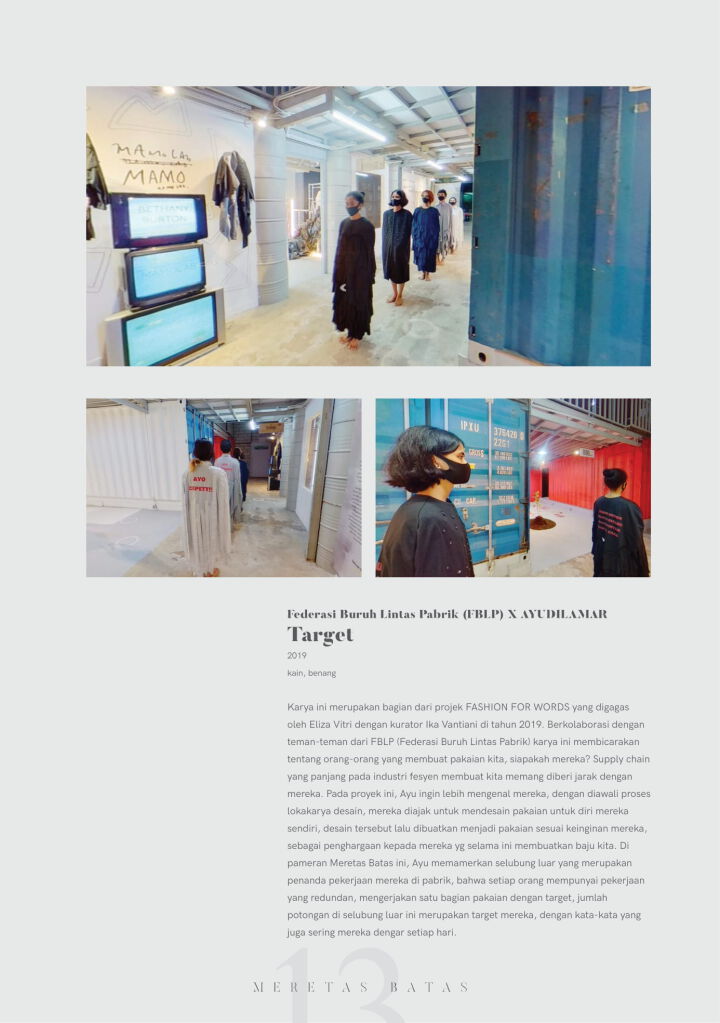 MAMO LAB
MAMO
BETHANY
BURTON
AYO
CEPET!!!
IPXU
376420 0
22G1
GROSS
CU. CAP.
Federasi Buruh Lintas Pabrik (FBLP) X AYUDILAMAR
Target
2019
kain, benang
Karya ini merupakan bagian dari projek FASHION FOR WORDS yang digagas
oleh Eliza Vitri dengan kurator Ika Vantiani di tahun 2019. Berkolaborasi dengan
teman-teman dari FBLP (Federasi Buruh Lintas Pabrik) karya ini membicarakan
tentang orang-orang yang membuat pakaian kita, siapakah mereka? Supply chain
yang panjang pada industri fesyen membuat kita memang diberi jarak dengan
mereka. Pada proyek ini, Ayu ingin lebih mengenal mereka, dengan diawali proses
lokakarya desain, mereka diajak untuk mendesain pakaian untuk diri mereka
sendiri, desain tersebut lalu dibuatkan menjadi pakaian sesuai keinginan mereka,
sebagai penghargaan kepada mereka yg selama ini membuatkan baju kita. Di
pameran Meretas Batas ini, Ayu memamerkan selubung luar yang merupakan
penanda pekerjaan mereka di pabrik, bahwa setiap orang mempunyai pekerjaan
yang redundan, mengerjakan satu bagian pakaian dengan target, jumlah
potongan di selubung luar ini merupakan target mereka, dengan kata-kata yang
juga sering mereka dengar setiap hari.
13
MERETAS BATAS